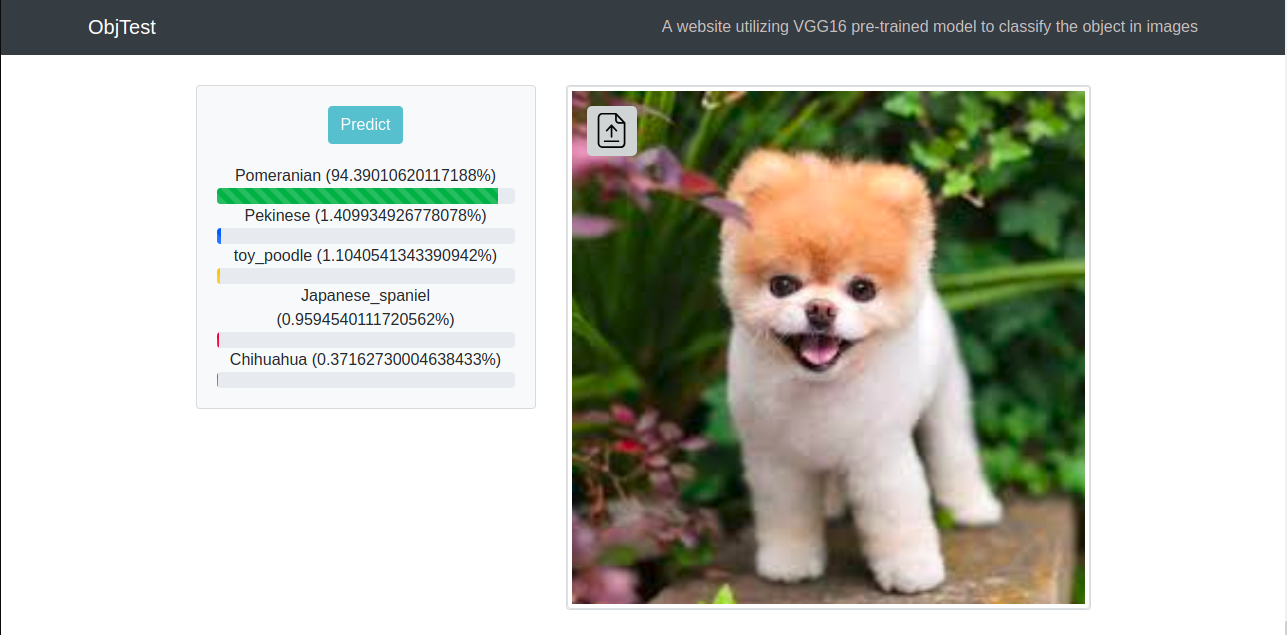 ObjTest
A website utilizing VGG16 pre-trained model to classify the object in images
Predict
Pomeranian (94.39010620117188%)
Pekinese (1.409934926778078%)
toy_poodle (1.1040541343390942%)
Japanese_spaniel
(0.9594540111720562%)
Chihuahua (0.37162730004638433%)